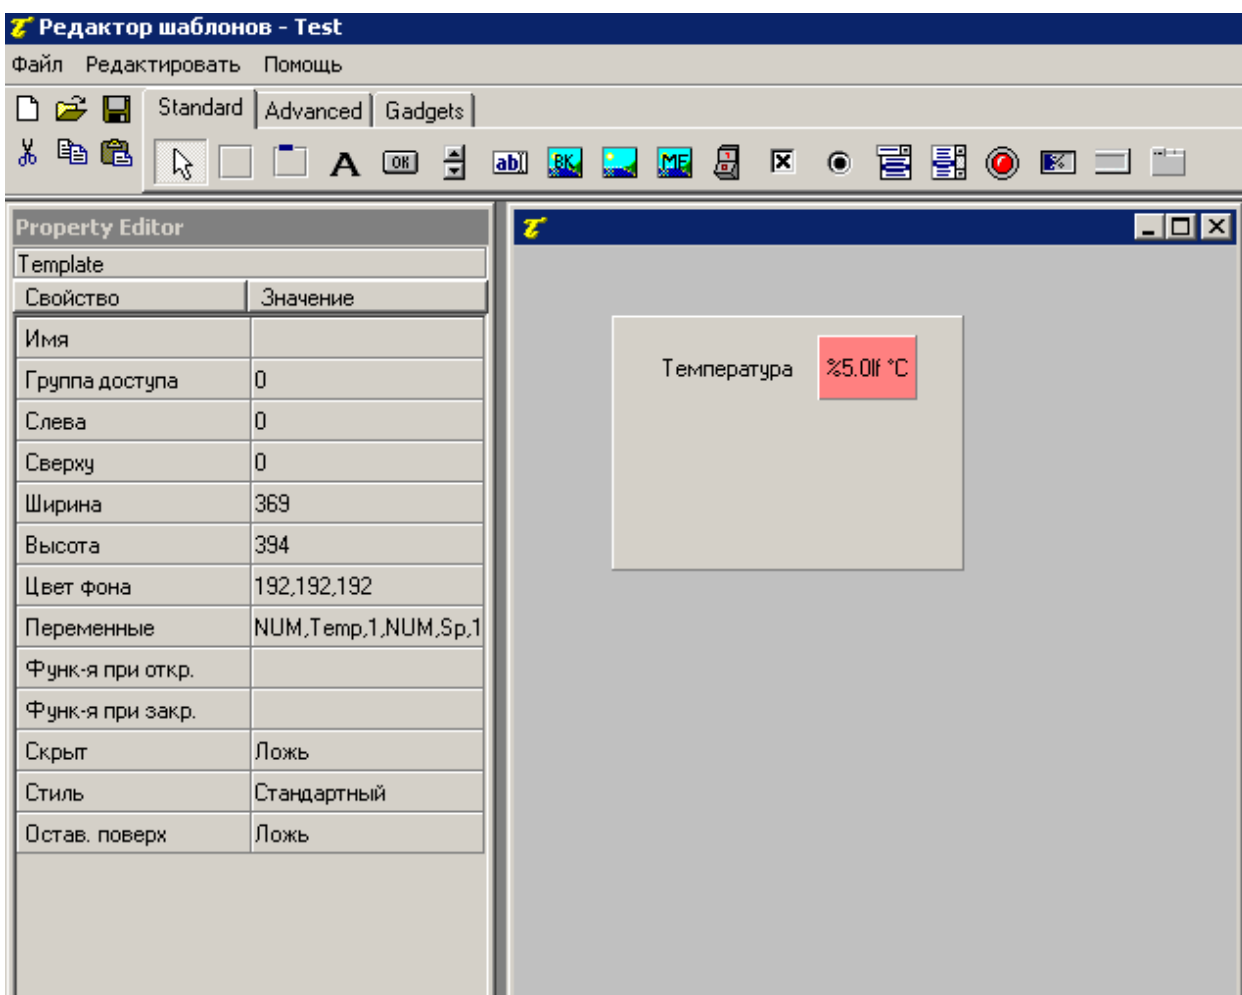 Редактор шаблонов - Test
Файл Редактировать Помощь
Standard Advanced Gadgets
A OK ab BK ME %
Property Editor
Template
Свойство Значение
Имя
Группа доступа 0
Слева 0
Сверху 0
Ширина 369
Высота 394
Цвет фона 192,192,192
Переменные NUM,Temp,1,NUM,Sp,1
Функ-я при откр.
Функ-я при закр.
Скрыт Ложь
Стиль Стандартный
Остав. поверх Ложь
Температура %5.0lf °C